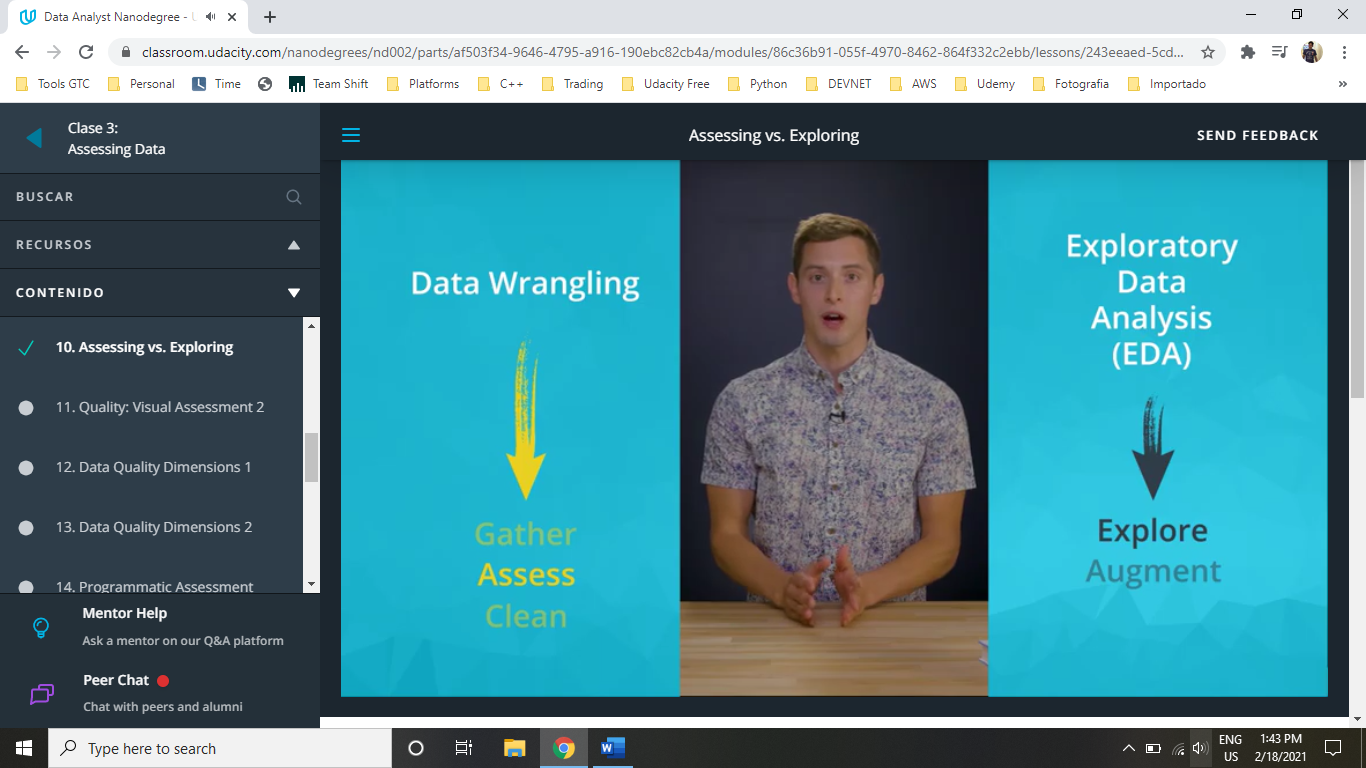 Data Analyst Nanodegree -
classroom.udacity.com/nanodegrees/nd002/parts/af503f34-9646-4795-a916-190ebc82cb4a/modules/86c36b91-055f-4970-8462-864f332c2ebb/lessons/243eeaed-5cd...
Tools GTC
Personal
Time
Team Shift
Platforms
C++
Trading
Udacity Free
Python
DEVNET
AWS
Udemy
Fotografia
Importado
»
Clase 3:
Assessing Data
Assessing vs. Exploring
SEND FEEDBACK
BUSCAR
RECURSOS
CONTENIDO
10. Assessing vs. Exploring
11. Quality: Visual Assessment 2
12. Data Quality Dimensions 1
13. Data Quality Dimensions 2
14. Programmatic Assessment
Mentor Help
Ask a mentor on our Q&A platform
Peer Chat
Chat with peers and alumni
Data Wrangling
Gather
Assess
Clean
Exploratory
Data
Analysis
(EDA)
Explore
Augment
Type here to search
ENG
US
1:43 PM
2/18/2021